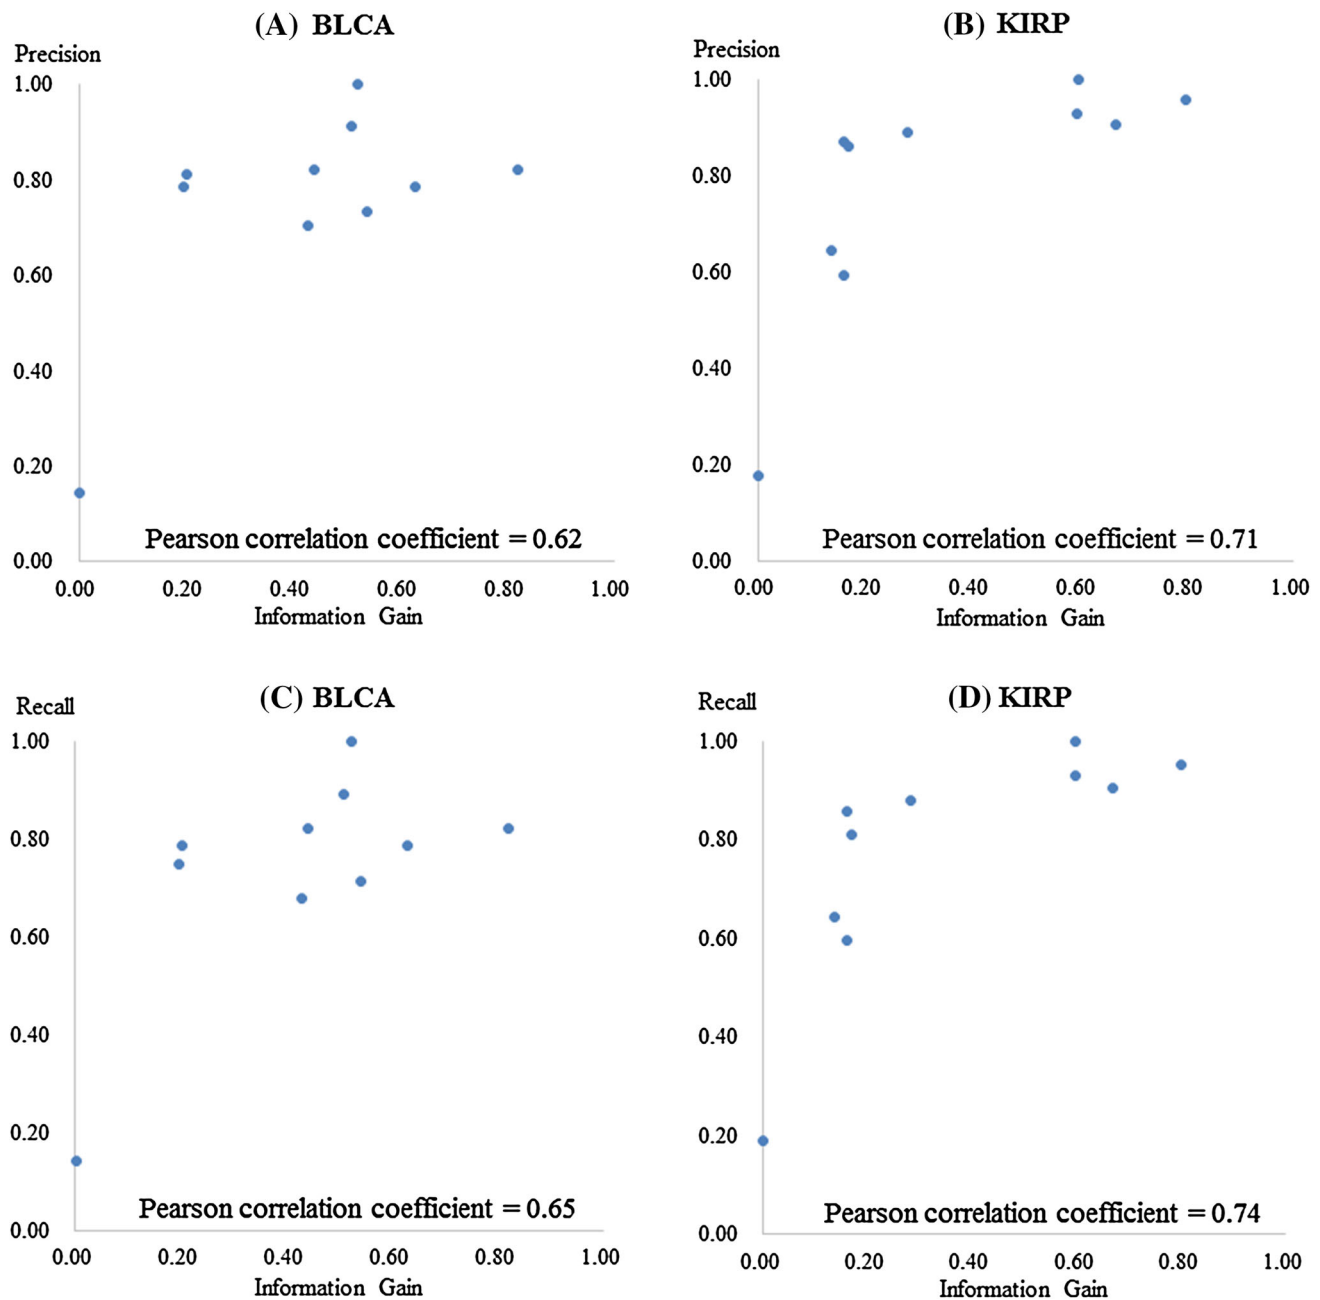 (A) BLCA
Precision
1.00
0.80
0.60
0.40
0.20
0.00
Pearson correlation coefficient = 0.62
0.00 0.20 0.40 0.60 0.80 1.00
Information Gain
(B) KIRP
Precision
1.00
0.80
0.60
0.40
0.20
0.00
Pearson correlation coefficient = 0.71
0.00 0.20 0.40 0.60 0.80 1.00
Information Gain
(C) BLCA
Recall
1.00
0.80
0.60
0.40
0.20
0.00
Pearson correlation coefficient = 0.65
0.00 0.20 0.40 0.60 0.80 1.00
Information Gain
(D) KIRP
Recall
1.00
0.80
0.60
0.40
0.20
0.00
Pearson correlation coefficient = 0.74
0.00 0.20 0.40 0.60 0.80 1.00
Information Gain